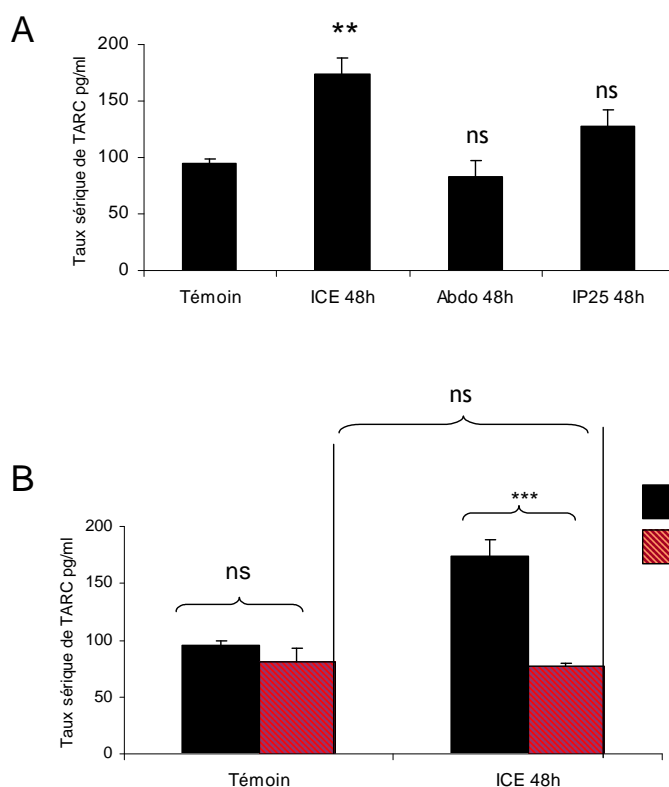 A
Taux sérique de TARC pg/ml
200
150
100
50
0
**
ns
ns
Témoin ICE 48h Abdo 48h IP25 48h
B
Taux sérique de TARC pg/ml
200
150
100
50
0
ns
ns
***
Témoin ICE 48h